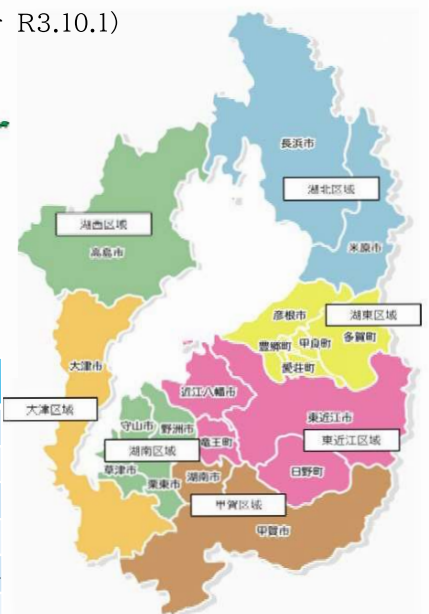 R3.10.1)
長浜市
湖北区域
湖西区域
高島市
米原市
彦根市
湖東区域
豊郷町
甲良町
多賀町
愛荘町
大津市
近江八幡市
大津区域
東近江市
守山市
野洲市
竜王町
東近江区域
湖南区域
草津市
栗東市
湖南市
日野町
甲賀区域
甲賀市